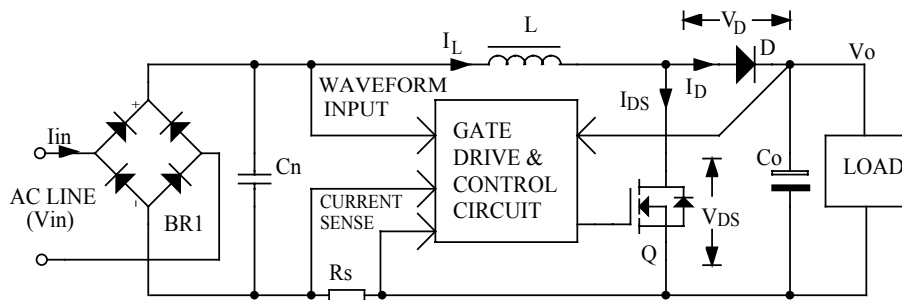 V_D
L
D
Vo
I_L
I_D
WAVEFORM
INPUT
I_DS
+
Iin
GATE
DRIVE &
CONTROL
CIRCUIT
Cn
Co
LOAD
AC LINE
(Vin)
-
BR1
CURRENT
SENSE
V_DS
Rs
Q